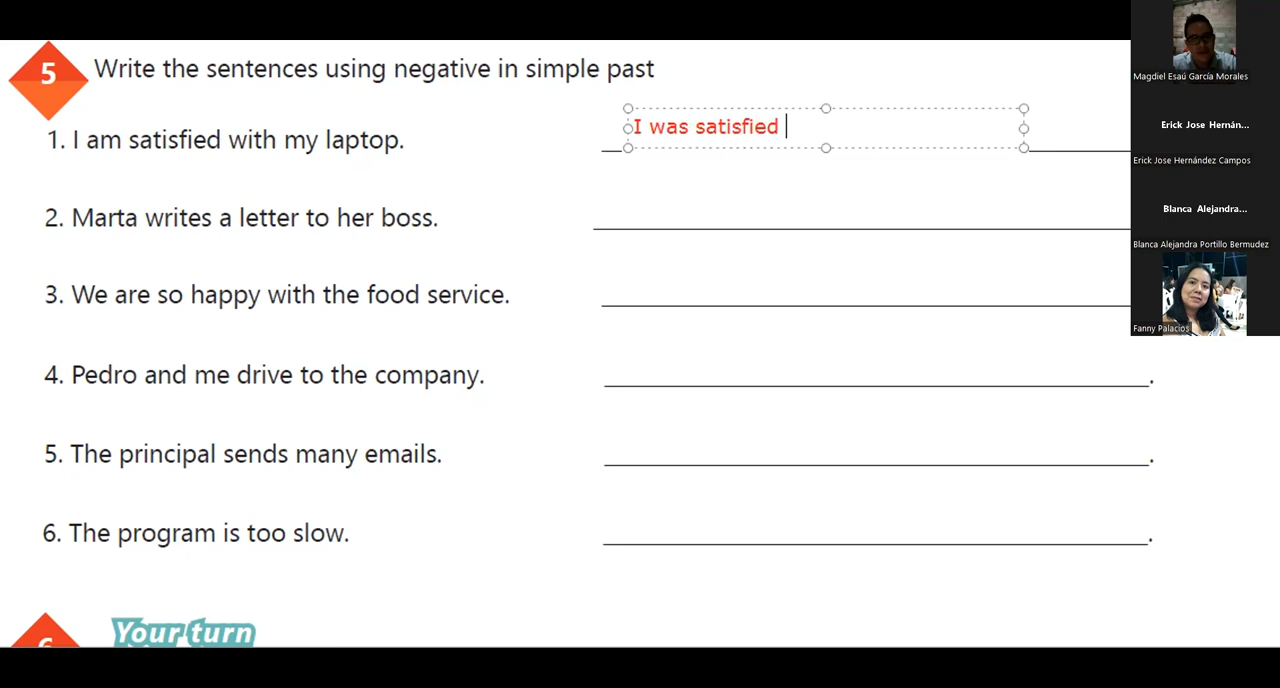 5 Write the sentences using negative in simple past
1. I am satisfied with my laptop. I was satisfied
2. Marta writes a letter to her boss.
3. We are so happy with the food service.
4. Pedro and me drive to the company. .
5. The principal sends many emails. .
6. The program is too slow. .
6 Your turn
Magdiel Esaú García Morales
Erick Jose Hernán...
Erick Jose Hernández Campos
Blanca Alejandra...
Blanca Alejandra Portillo Bermudez
Fanny Palacios